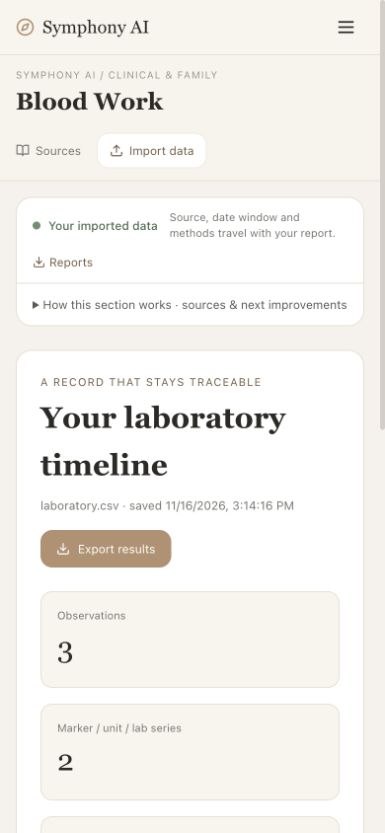 Symphony AI
SYMPHONY AI / CLINICAL & FAMILY
Blood Work
Sources
Import data
Your imported data
Source, date window and
methods travel with your report.
Reports
How this section works · sources & next improvements
A RECORD THAT STAYS TRACEABLE
Your laboratory
timeline
laboratory.csv · saved 11/16/2026, 3:14:16 PM
Export results
Observations
3
Marker / unit / lab series
2